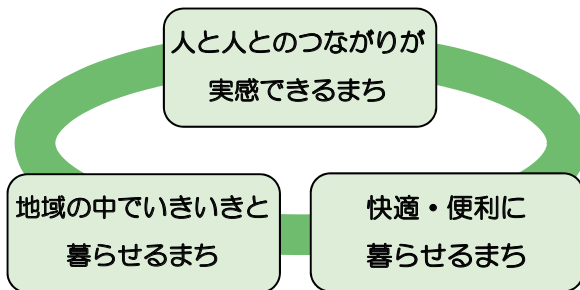 人と人とのつながりが
実感できるまち
地域の中でいきいきと
暮らせるまち
快適・便利に
暮らせるまち